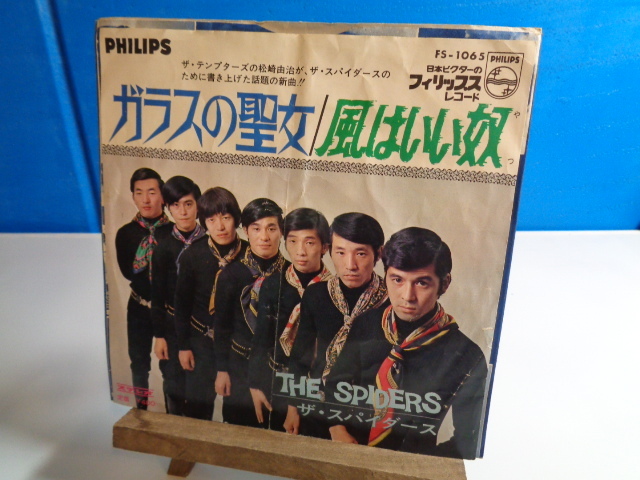 PHILIPS
FS-1065
PHILIPS
日本ビクターの
フィリップス
レコード
ザ・テンプターズの松崎由治が、ザ・スパイダースの
ために書き上げた話題の新曲!!
ガラスの聖女/風はいい奴
やつ
THE SPIDERS
ザ・スパイダース